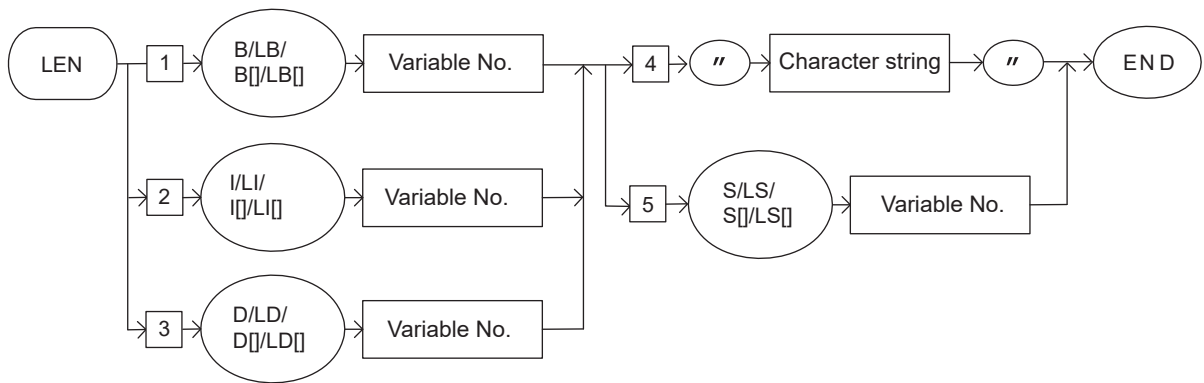 LEN
1
B/LB/
B[]/LB[]
Variable No.
4
"
Character string
"
END
2
I/LI/
I[]/LI[]
Variable No.
5
S/LS/
S[]/LS[]
Variable No.
3
D/LD/
D[]/LD[]
Variable No.